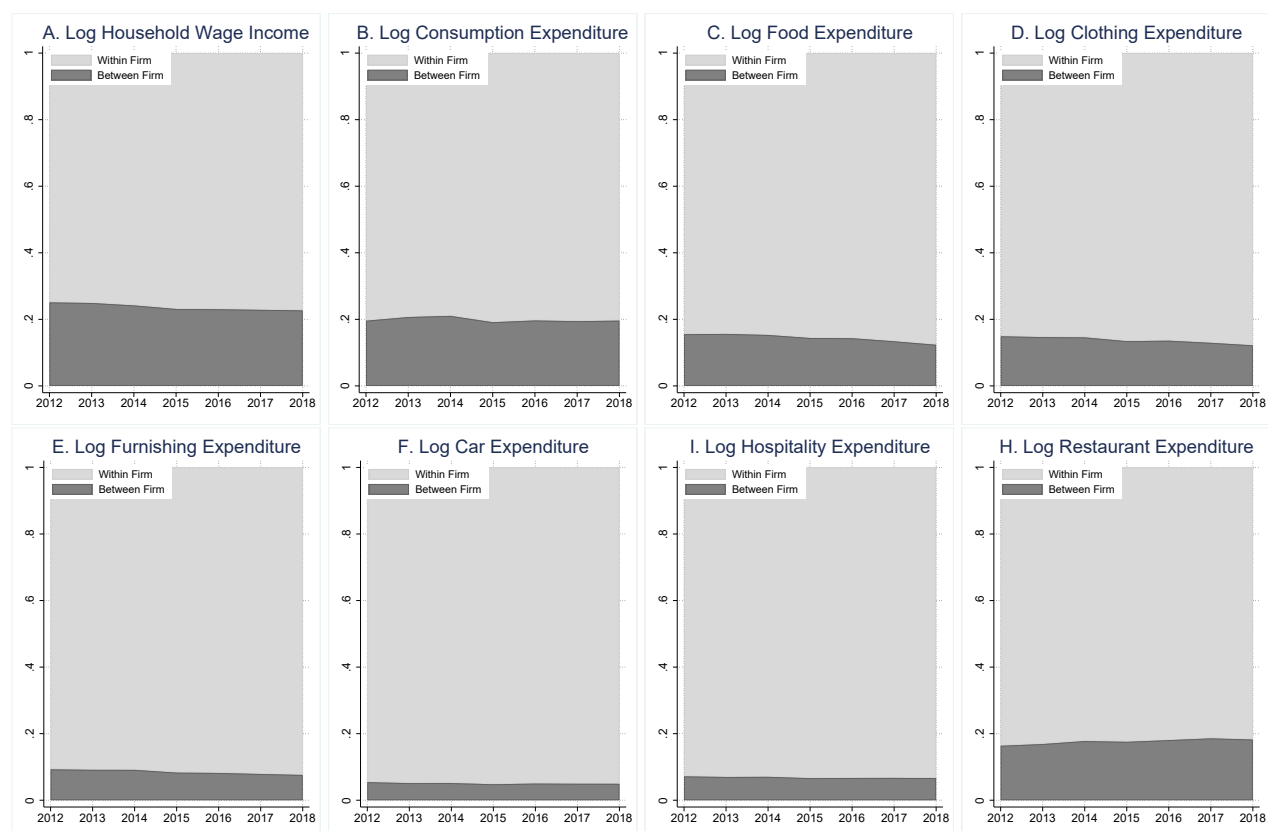 A. Log Household Wage Income
Within Firm
Between Firm
1
.8
.6
.4
.2
0
2012 2013 2014 2015 2016 2017 2018
B. Log Consumption Expenditure
Within Firm
Between Firm
1
.8
.6
.4
.2
0
2012 2013 2014 2015 2016 2017 2018
C. Log Food Expenditure
Within Firm
Between Firm
1
.8
.6
.4
.2
0
2012 2013 2014 2015 2016 2017 2018
D. Log Clothing Expenditure
Within Firm
Between Firm
1
.8
.6
.4
.2
0
2012 2013 2014 2015 2016 2017 2018
E. Log Furnishing Expenditure
Within Firm
Between Firm
1
.8
.6
.4
.2
0
2012 2013 2014 2015 2016 2017 2018
F. Log Car Expenditure
Within Firm
Between Firm
1
.8
.6
.4
.2
0
2012 2013 2014 2015 2016 2017 2018
I. Log Hospitality Expenditure
Within Firm
Between Firm
1
.8
.6
.4
.2
0
2012 2013 2014 2015 2016 2017 2018
H. Log Restaurant Expenditure
Within Firm
Between Firm
1
.8
.6
.4
.2
0
2012 2013 2014 2015 2016 2017 2018